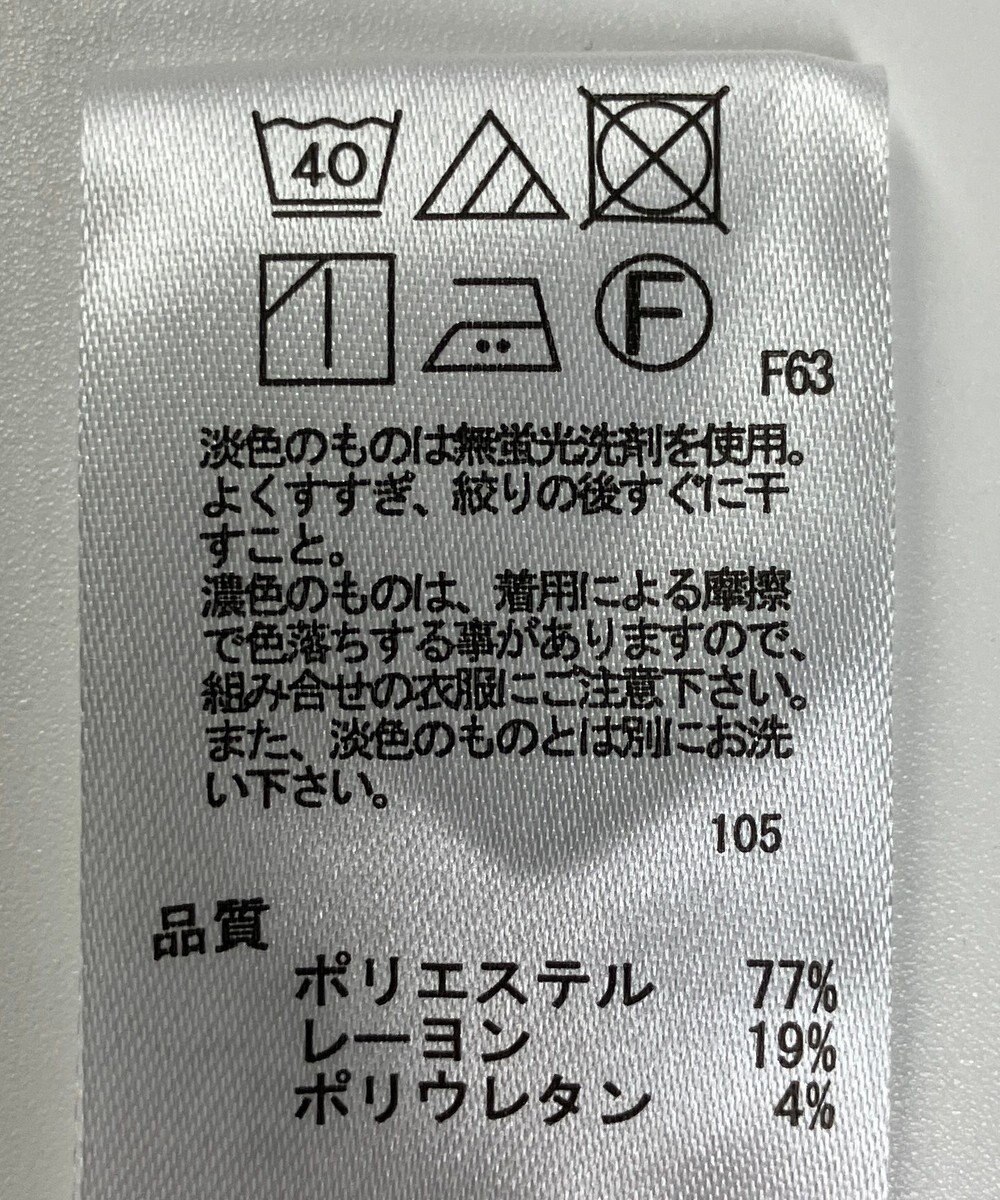 40
F
F63
淡色のものは無蛍光洗剤を使用。
よくすすぎ、絞りの後すぐに干
すこと。
濃色のものは、着用による摩擦
で色落ちする事がありますので、
組み合せの衣服にご注意下さい。
また、淡色のものとは別にお洗
い下さい。
105
品質
ポリエステル 77%
レーヨン 19%
ポリウレタン 4%